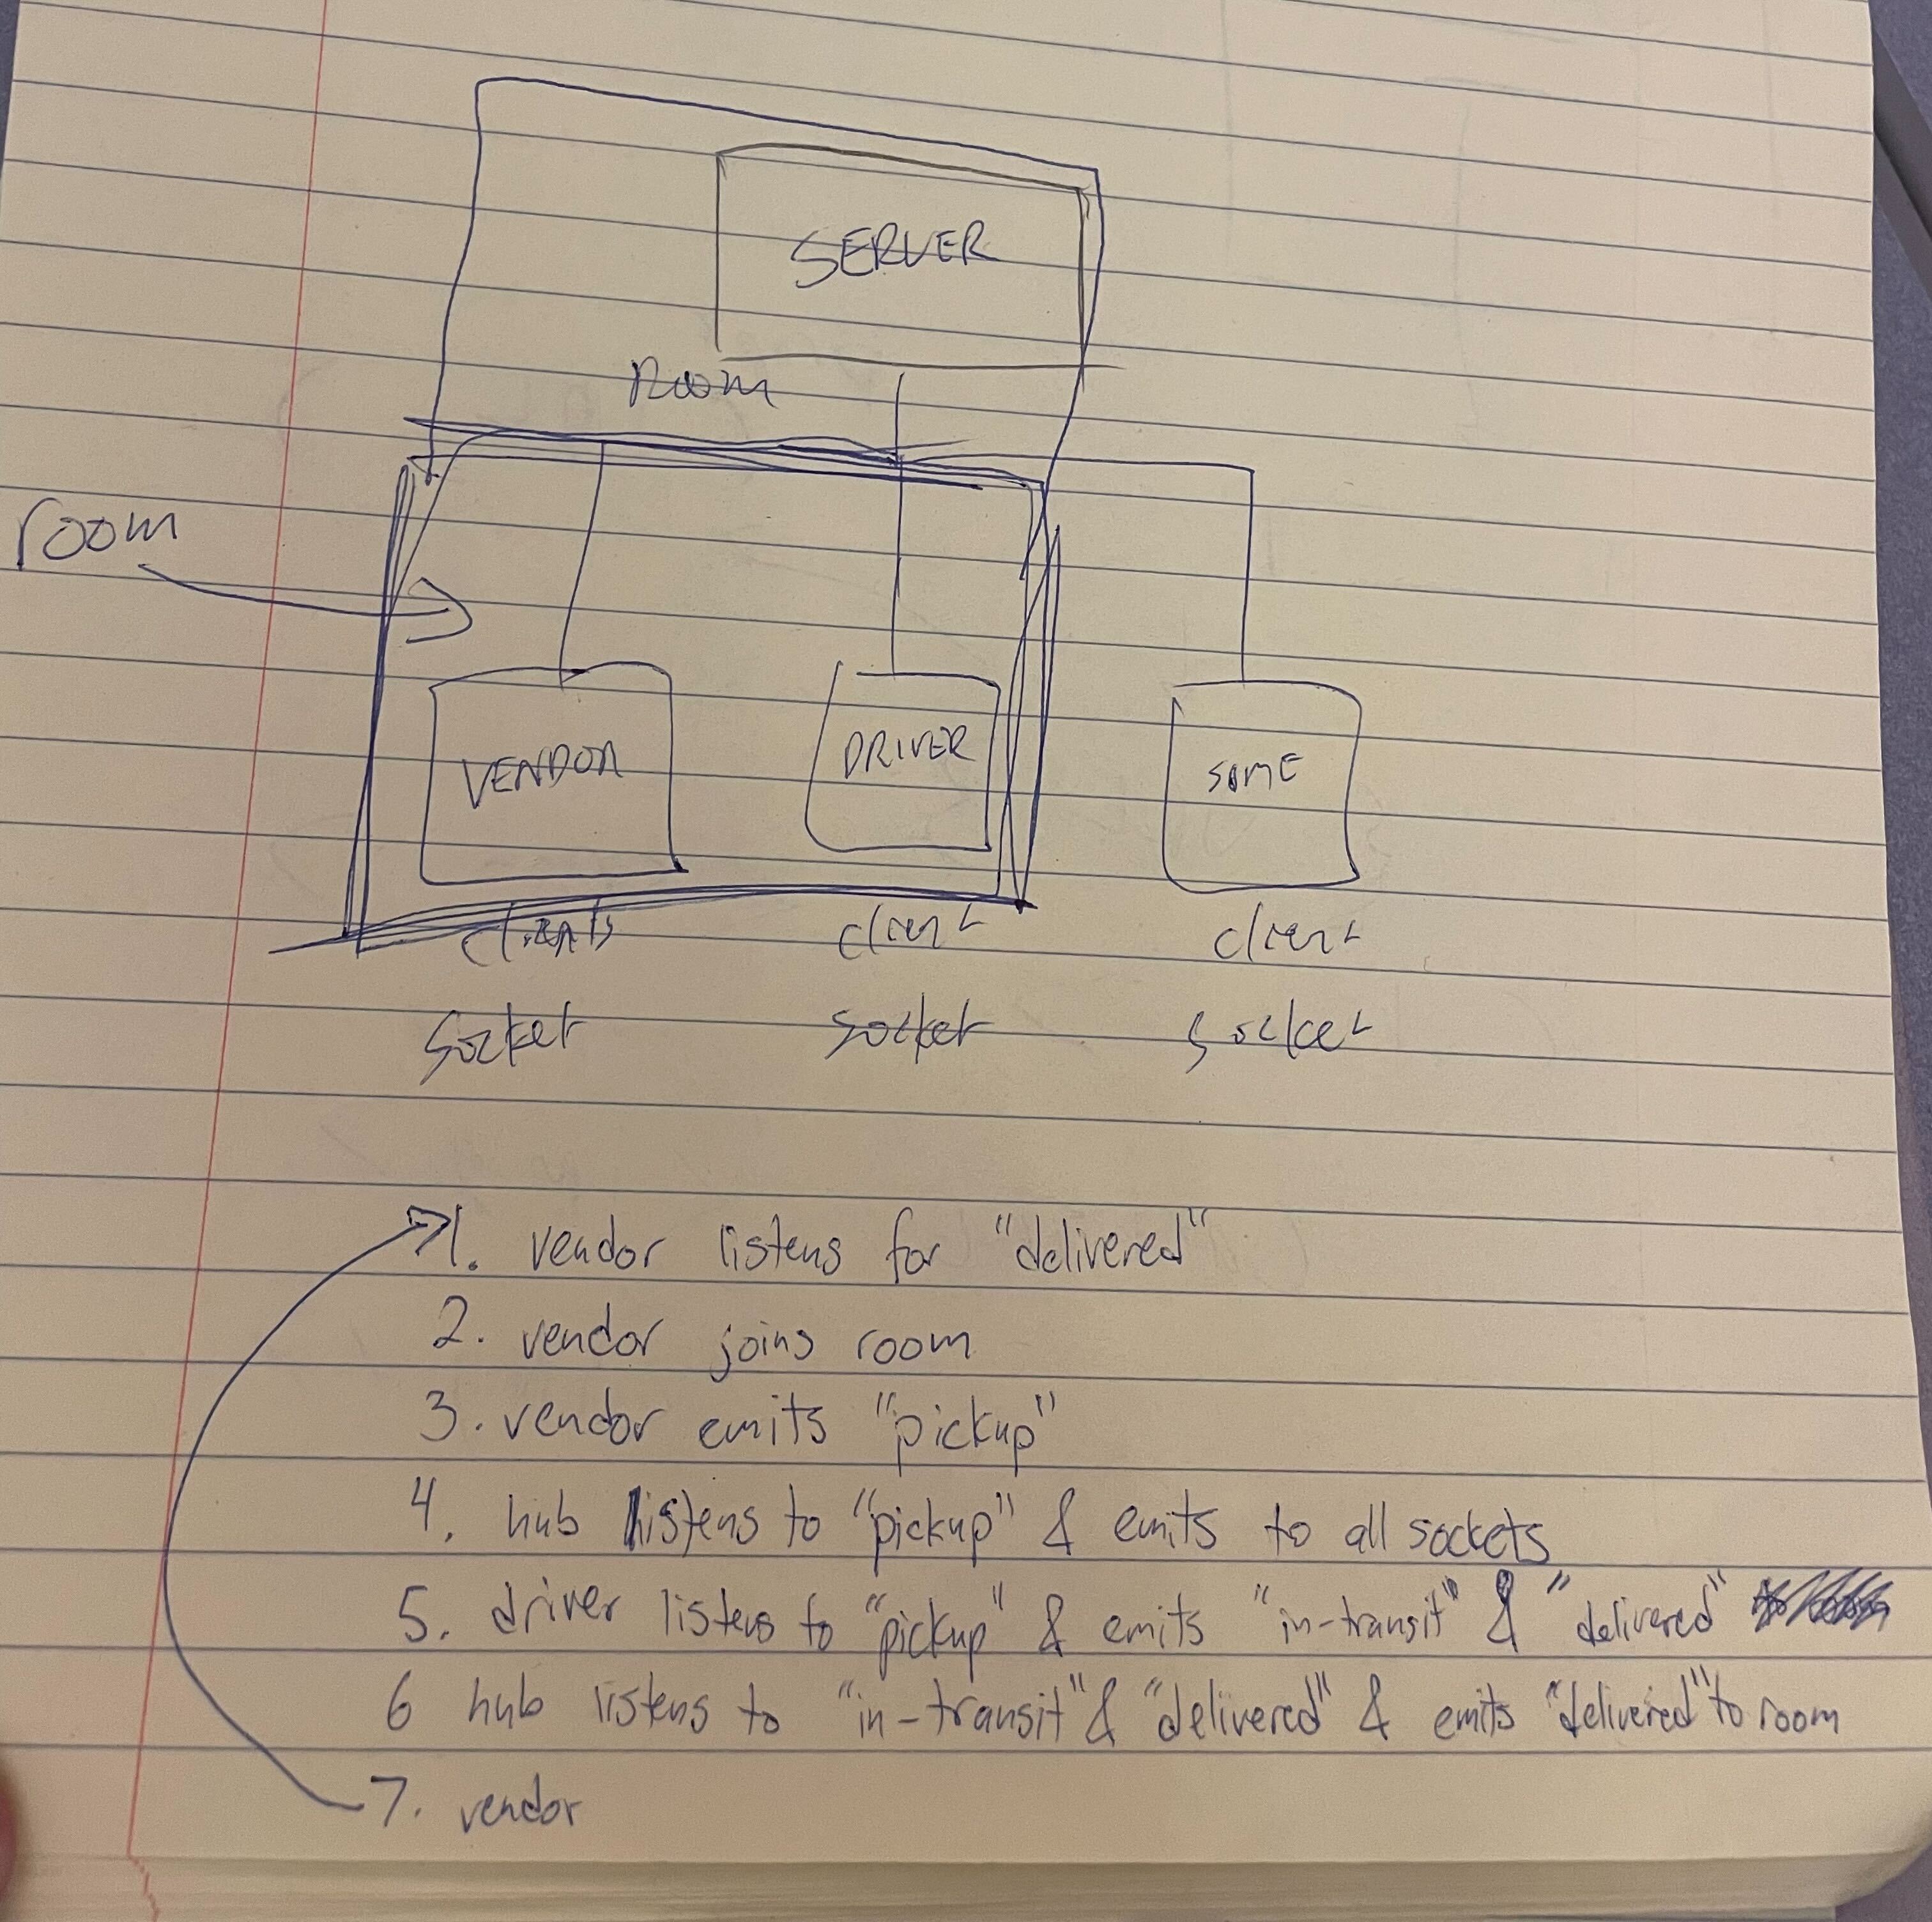 SERVER
Room
room
VENDOR
DRIVER
SOME
clients
client
client
socket
socket
socket
1. vendor listens for "delivered"
2. vendor joins room
3. vendor emits "pickup"
4. hub listens to "pickup" & emits to all sockets
5. driver listens to "pickup" & emits "in-transit" & "delivered"
6 hub listens to "in-transit" & "delivered" & emits "delivered" to room
7. vendor